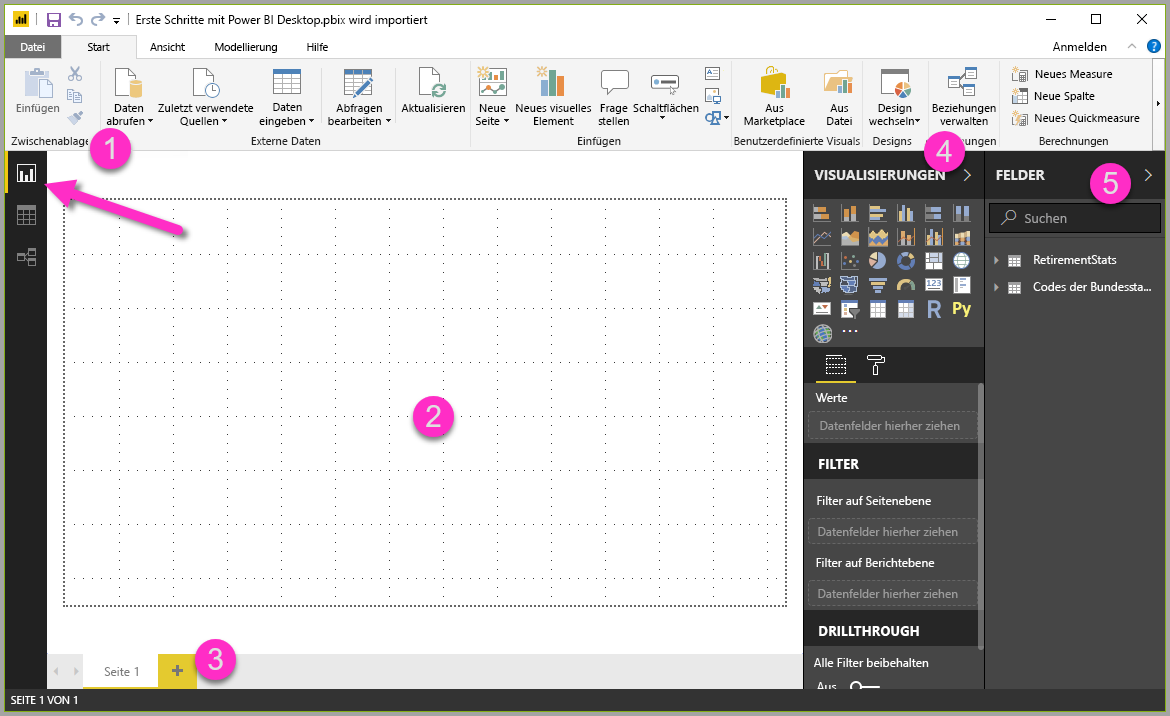 Erste Schritte mit Power BI Desktop.pbix wird importiert
Datei Start Ansicht Modellierung Hilfe Anmelden ?
Einfügen
Zwischenablage
Daten
abrufen
Zuletzt verwendete
Quellen
Daten
eingeben
Abfragen
bearbeiten
Aktualisieren
Externe Daten
Neue
Seite
Neues visuelles
Element
Frage
stellen
Schaltflächen
Einfügen
Aus
Marketplace
Aus
Datei
Benutzerdefinierte Visuals
Design
wechseln
Designs
Beziehungen
verwalten
Neues Measure
Neue Spalte
Neues Quickmeasure
Berechnungen
1
2
3
4
5
VISUALISIERUNGEN
123
R
Py
Werte
Datenfelder hierher ziehen
FILTER
Filter auf Seitenebene
Datenfelder hierher ziehen
Filter auf Berichtebene
Datenfelder hierher ziehen
DRILLTHROUGH
Alle Filter beibehalten
Aus
FELDER
Suchen
RetirementStats
Codes der Bundessta...
Seite 1
+
SEITE 1 VON 1